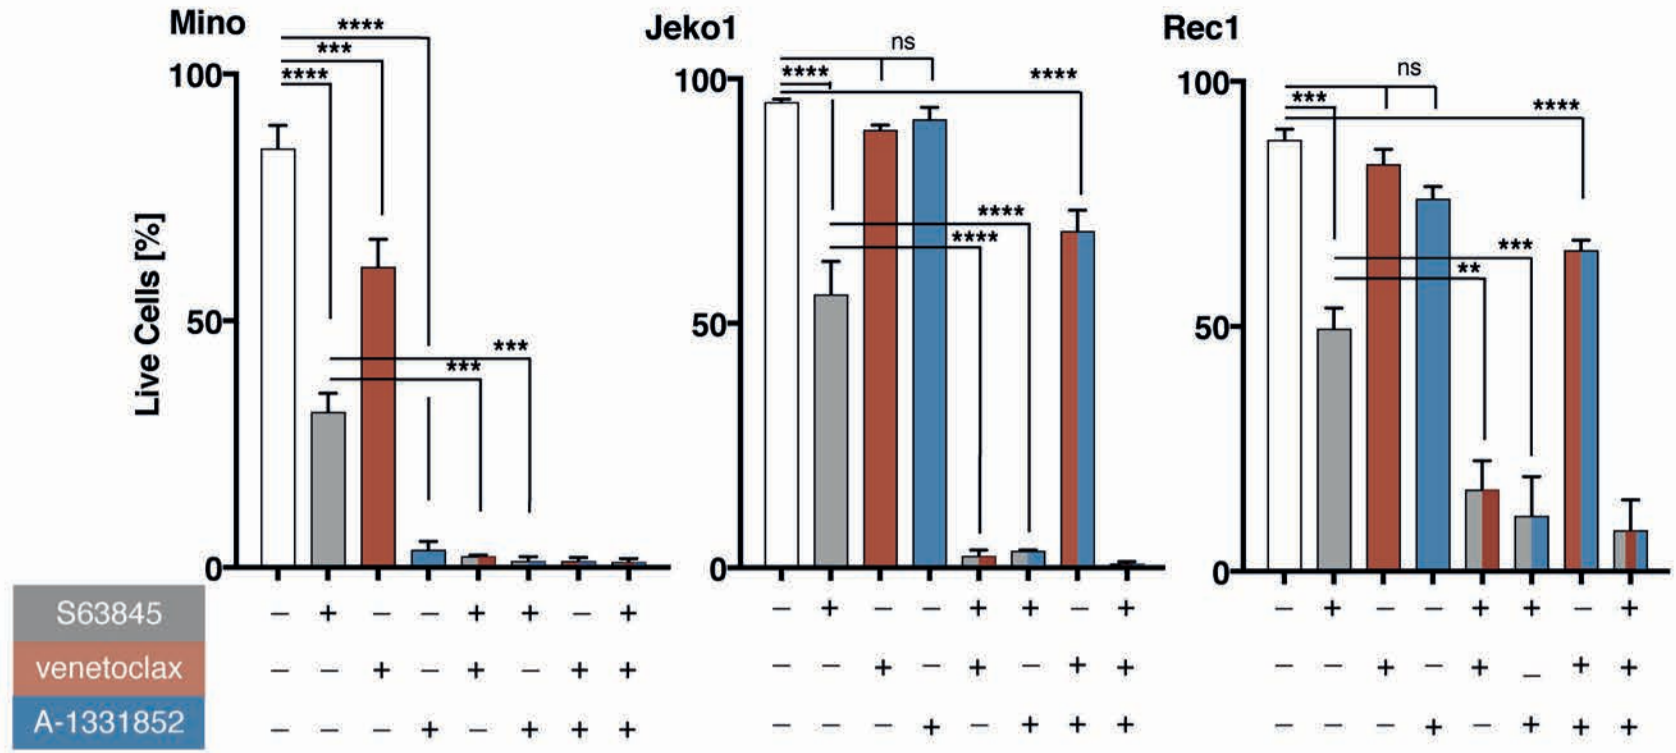 Mino
Jeko1
Rec1
Live Cells [%]
100
50
0
****
***
****
***
***
100
50
0
ns
****
****
****
****
100
50
0
ns
***
****
***
**
S63845 – + – – + + – + – + – – + + – + – + – – + + – +
venetoclax – – + – + – + + – – + – + – + + – – + – + – + +
A-1331852 – – – + – + + + – – – + – + + + – – – + – + + +